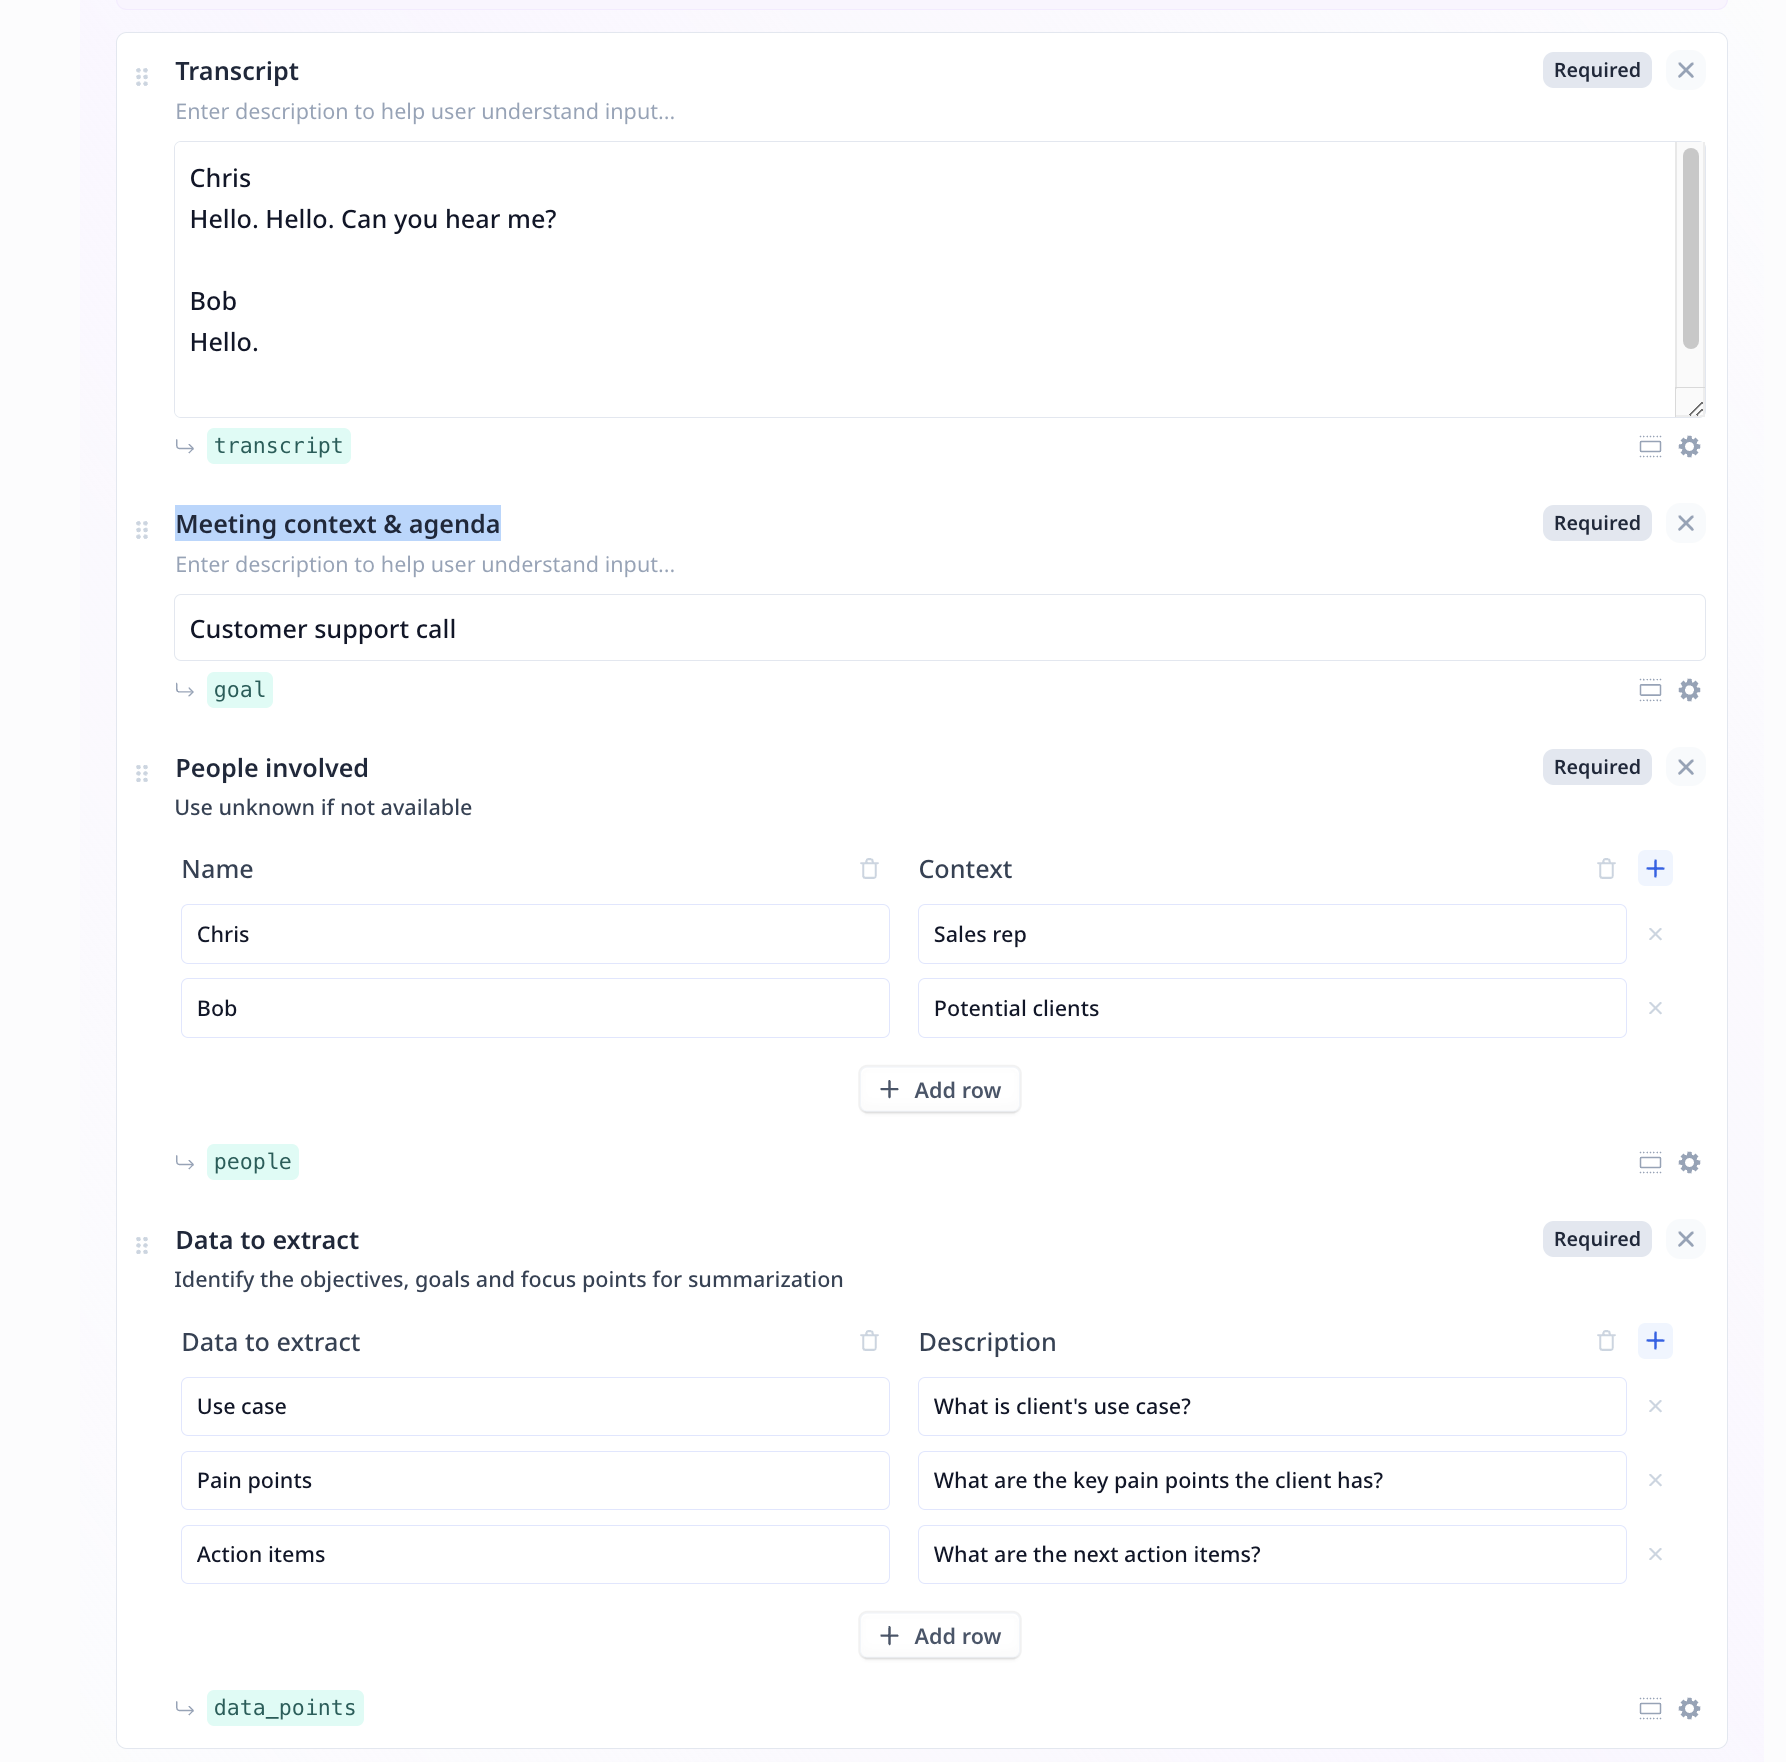 Transcript
Required
Enter description to help user understand input...
Chris
Hello. Hello. Can you hear me?
Bob
Hello.
transcript
Meeting context & agenda
Required
Enter description to help user understand input...
Customer support call
goal
People involved
Required
Use unknown if not available
Name
Context
Chris
Sales rep
Bob
Potential clients
Add row
people
Data to extract
Required
Identify the objectives, goals and focus points for summarization
Data to extract
Description
Use case
What is client's use case?
Pain points
What are the key pain points the client has?
Action items
What are the next action items?
Add row
data_points